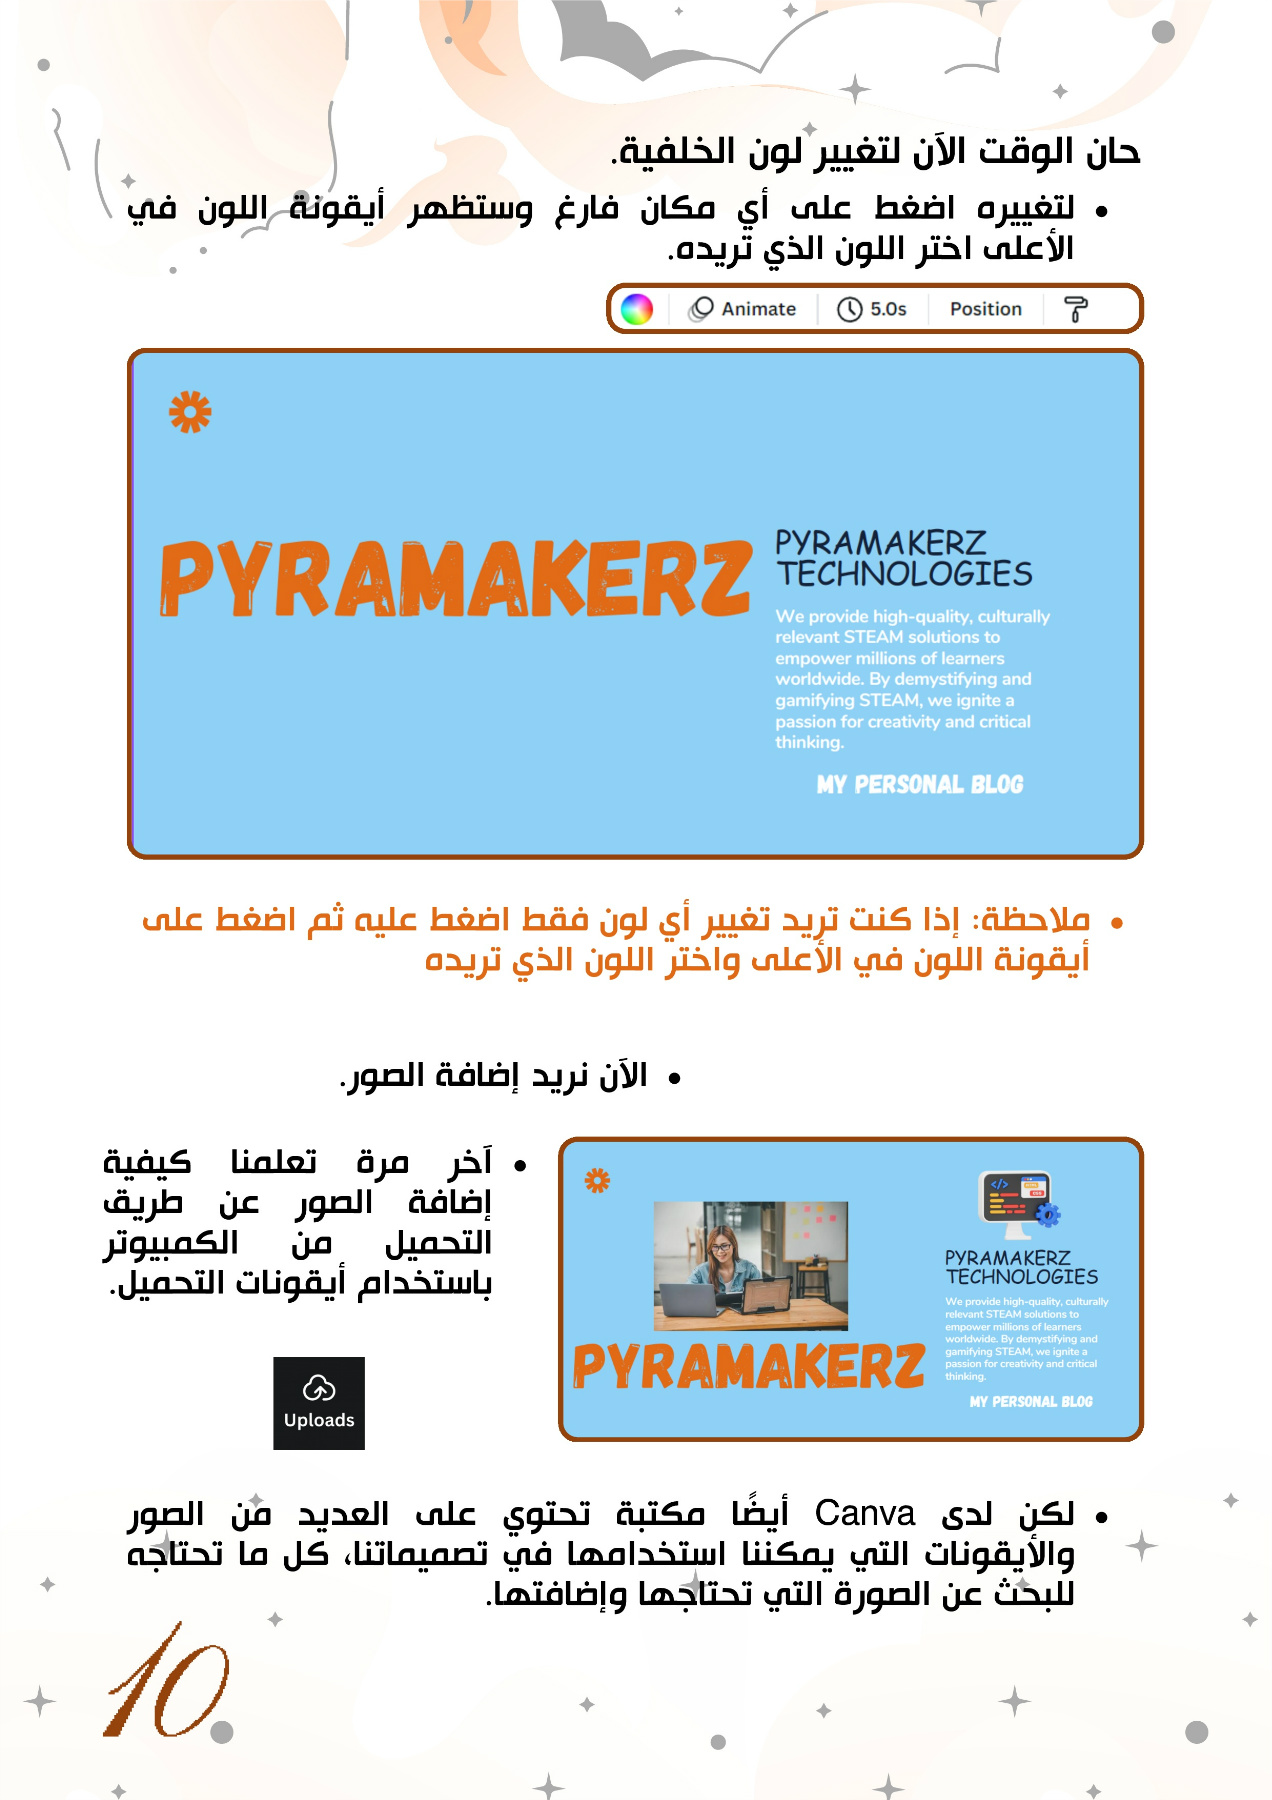 حان الوقت الآن لتغيير لون الخلفية.
• لتغييره اضغط على أي مكان فارغ وستظهر أيقونة اللون في
الأعلى اختر اللون الذي تريده.
Animate 5.0s Position
PYRAMAKERZ
PYRAMAKERZ
TECHNOLOGIES
We provide high-quality, culturally
relevant STEAM solutions to
empower millions of learners
worldwide. By demystifying and
gamifying STEAM, we ignite a
passion for creativity and critical
thinking.
MY PERSONAL BLOG
• ملاحظة: إذا كنت تريد تغيير أي لون فقط اضغط عليه ثم اضغط على
أيقونة اللون في الأعلى واختر اللون الذي تريده
• الآن نريد إضافة الصور.
PYRAMAKERZ
PYRAMAKERZ
TECHNOLOGIES
We provide high-quality, culturally
relevant STEAM solutions to
empower millions of learners
worldwide. By demystifying and
gamifying STEAM, we ignite a
passion for creativity and critical
thinking.
MY PERSONAL BLOG
• آخر مرة تعلمنا كيفية
إضافة الصور عن طريق
التحميل من الكمبيوتر
باستخدام أيقونات التحميل.
Uploads
• لكن لدى Canva أيضًا مكتبة تحتوي على العديد من الصور
والأيقونات التي يمكننا استخدامها في تصميماتنا، كل ما تحتاجه
للبحث عن الصورة التي تحتاجها وإضافتها.
10